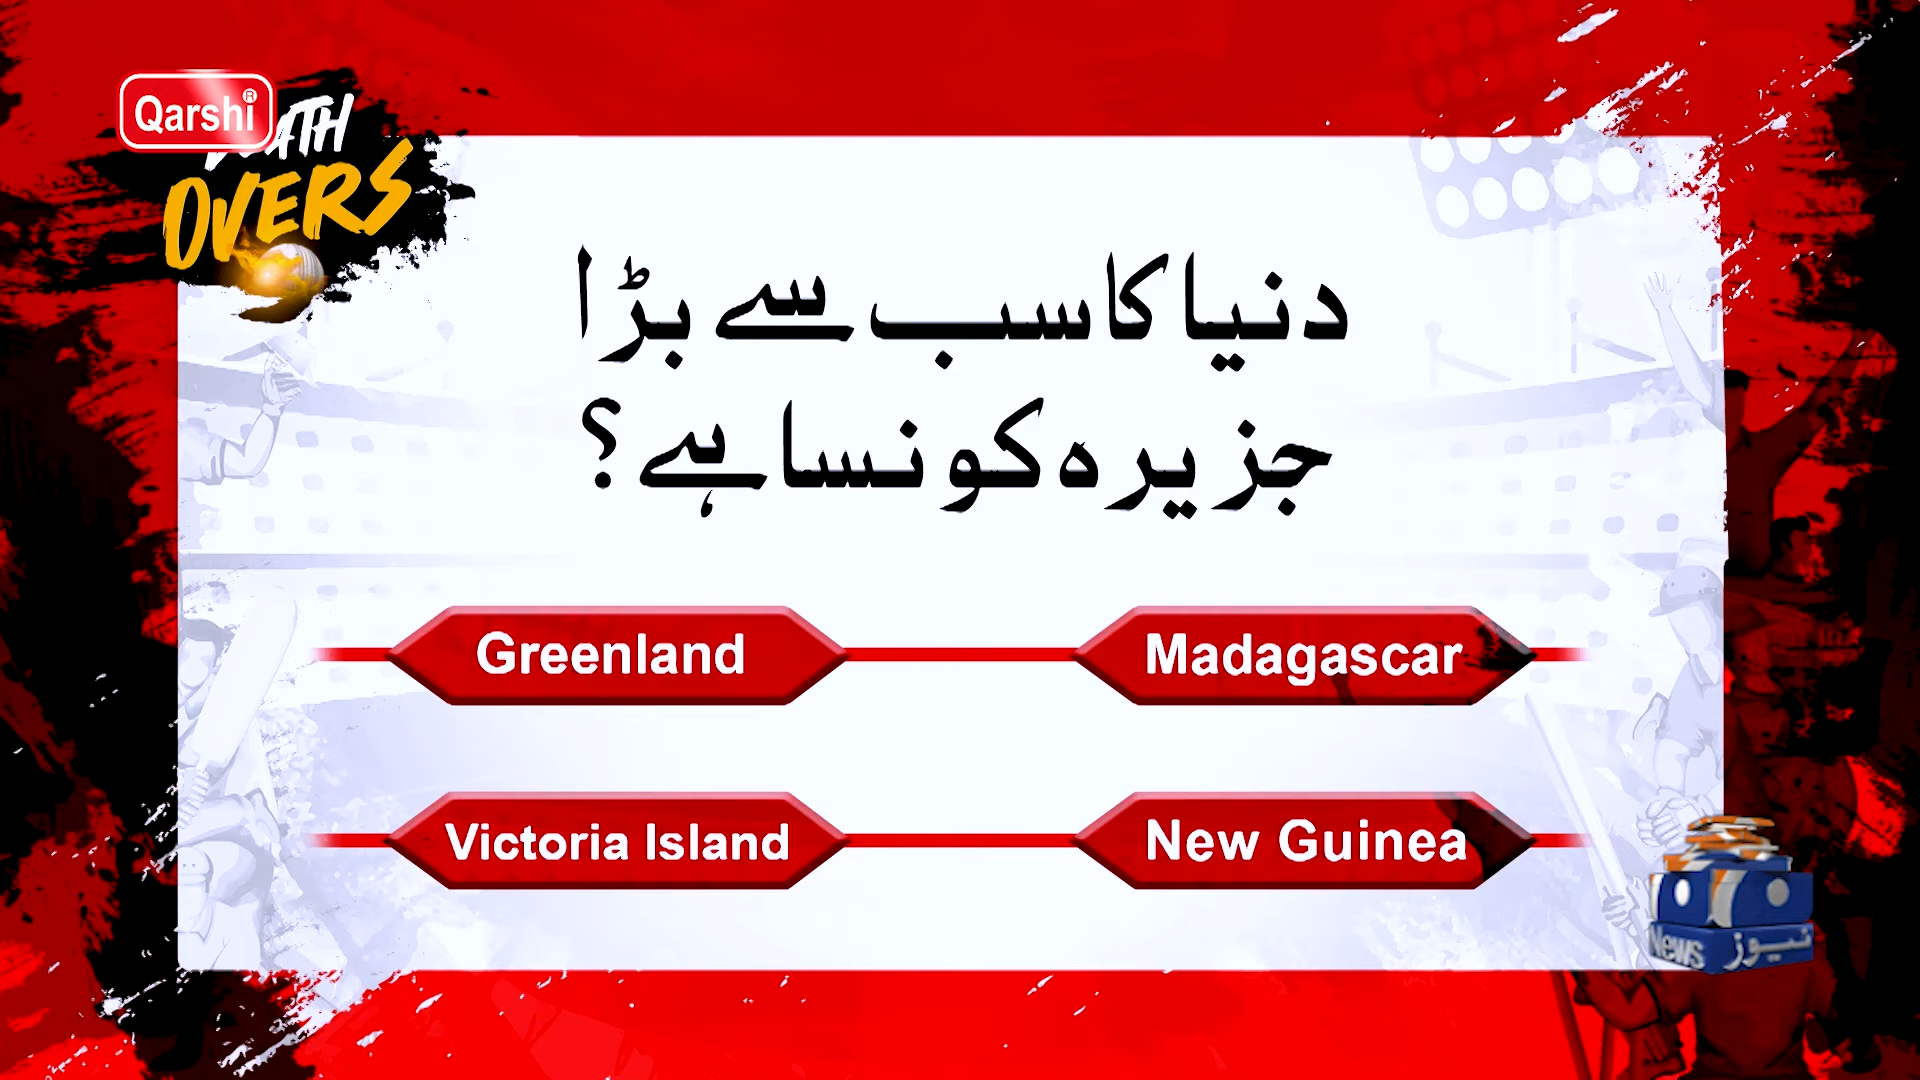 Qarshi®
OVERS
دنیا کا سب سے بڑا
جزیرہ کونسا ہے؟
Greenland
Madagascar
Victoria Island
New Guinea
News نیوز